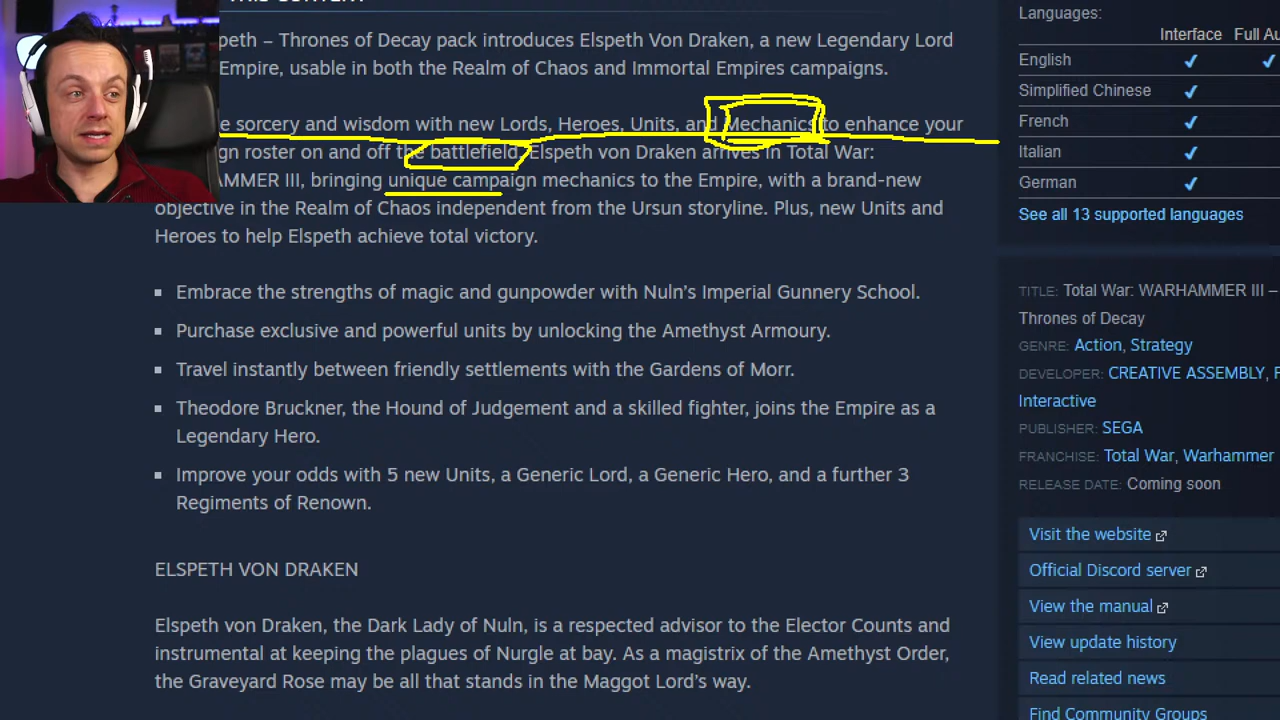 THIS CONTENT
peth – Thrones of Decay pack introduces Elspeth Von Draken, a new Legendary Lord
Empire, usable in both the Realm of Chaos and Immortal Empires campaigns.
e sorcery and wisdom with new Lords, Heroes, Units, and Mechanics to enhance your
gn roster on and off the battlefield. Elspeth von Draken arrives in Total War:
AMMER III, bringing unique campaign mechanics to the Empire, with a brand-new
objective in the Realm of Chaos independent from the Ursun storyline. Plus, new Units and
Heroes to help Elspeth achieve total victory.
▪ Embrace the strengths of magic and gunpowder with Nuln's Imperial Gunnery School.
▪ Purchase exclusive and powerful units by unlocking the Amethyst Armoury.
▪ Travel instantly between friendly settlements with the Gardens of Morr.
▪ Theodore Bruckner, the Hound of Judgement and a skilled fighter, joins the Empire as a
Legendary Hero.
▪ Improve your odds with 5 new Units, a Generic Lord, a Generic Hero, and a further 3
Regiments of Renown.
ELSPETH VON DRAKEN
Elspeth von Draken, the Dark Lady of Nuln, is a respected advisor to the Elector Counts and
instrumental at keeping the plagues of Nurgle at bay. As a magistrix of the Amethyst Order,
the Graveyard Rose may be all that stands in the Maggot Lord's way.
Languages:
Interface Full Au
English
Simplified Chinese
French
Italian
German
See all 13 supported languages
TITLE: Total War: WARHAMMER III –
Thrones of Decay
GENRE: Action, Strategy
DEVELOPER: CREATIVE ASSEMBLY, F
Interactive
PUBLISHER: SEGA
FRANCHISE: Total War, Warhammer
RELEASE DATE: Coming soon
Visit the website
Official Discord server
View the manual
View update history
Read related news
Find Community Groups